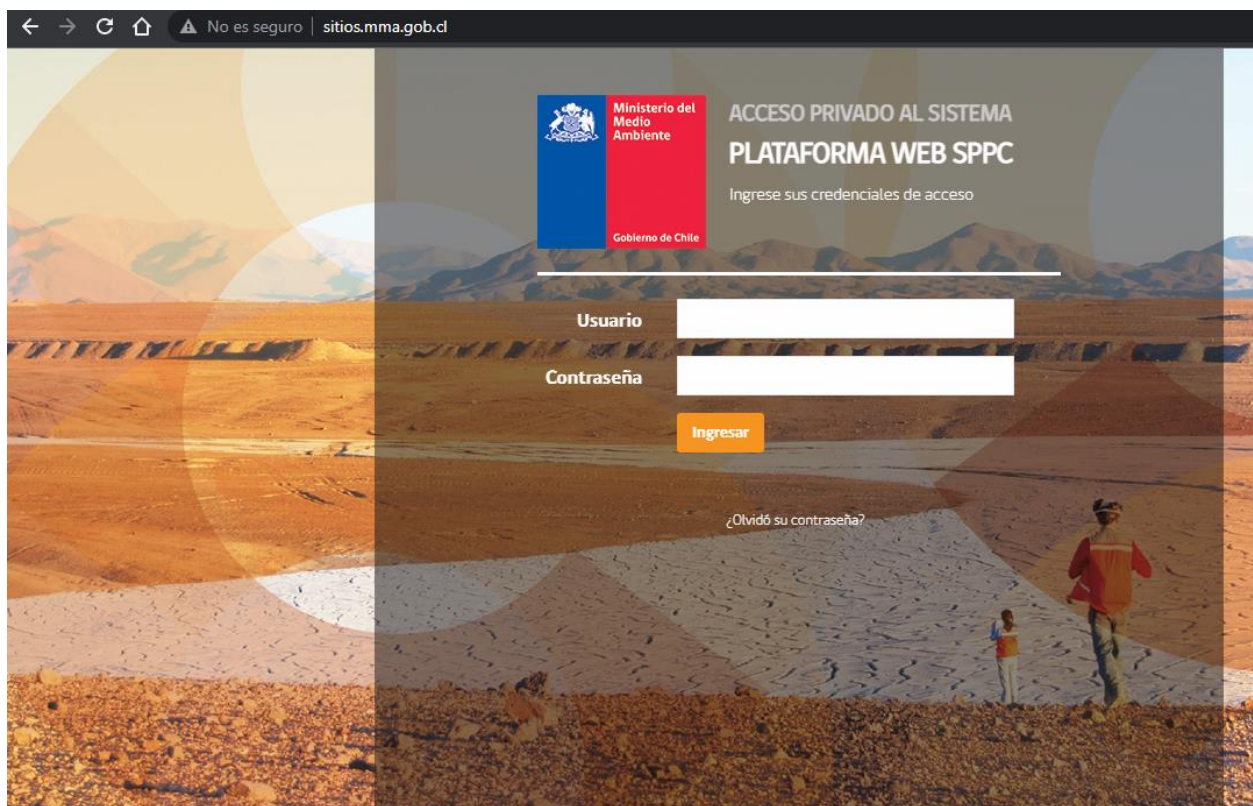 No es seguro | sitios.mma.gob.cl
Ministerio del
Medio
Ambiente
Gobierno de Chile
ACCESO PRIVADO AL SISTEMA
PLATAFORMA WEB SPPC
Ingrese sus credenciales de acceso
Usuario
Contraseña
Ingresar
¿Olvidó su contraseña?